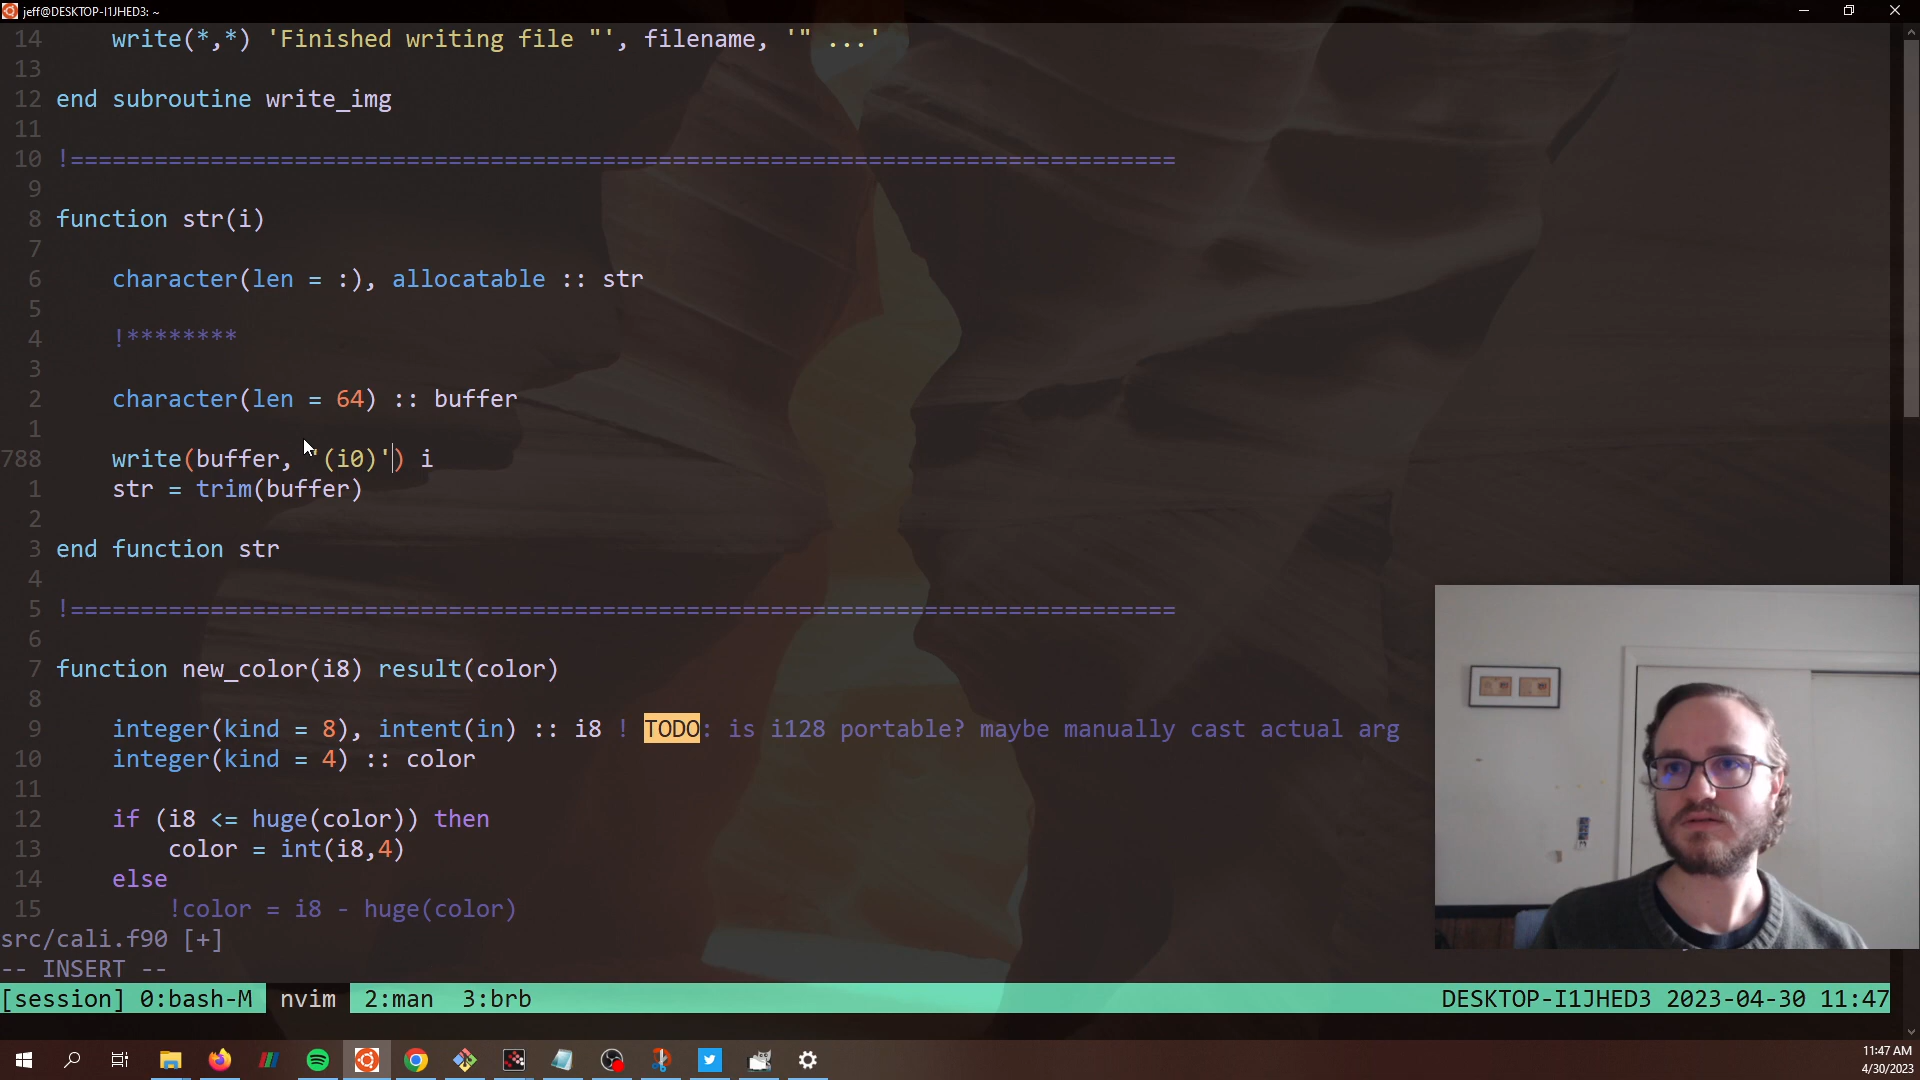 jeff@DESKTOP-I1JHED3: ~
14 write(*,*) 'Finished writing file "', filename, '" ...'
13
12 end subroutine write_img
11
10 !===============================================================================
9
8 function str(i)
7
6 character(len = :), allocatable :: str
5
4 !********
3
2 character(len = 64) :: buffer
1
788 write(buffer, '(i0)') i
1 str = trim(buffer)
2
3 end function str
4
5 !===============================================================================
6
7 function new_color(i8) result(color)
8
9 integer(kind = 8), intent(in) :: i8 ! TODO: is i128 portable? maybe manually cast actual arg
10 integer(kind = 4) :: color
11
12 if (i8 <= huge(color)) then
13 color = int(i8,4)
14 else
15 !color = i8 - huge(color)
src/cali.f90 [+]
-- INSERT --
[session] 0:bash-M nvim 2:man 3:brb DESKTOP-I1JHED3 2023-04-30 11:47
11:47 AM
4/30/2023